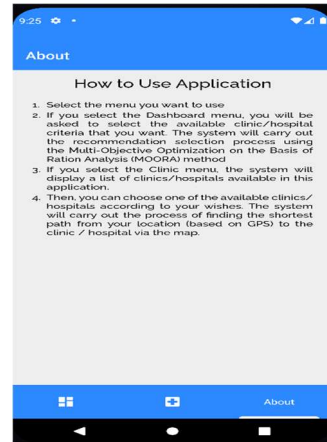 9:25
About
How to Use Application
1. Select the menu you want to use
2. If you select the Dashboard menu, you will be
asked to select the available clinic/hospital
criteria that you want. The system will carry out
the recommendation selection process using
the Multi-Objective Optimization on the Basis of
Ration Analysis (MOORA) method
3. If you select the Clinic menu, the system will
display a list of clinics/hospitals available in this
application.
4. Then, you can choose one of the available clinics/
hospitals according to your wishes. The system
will carry out the process of finding the shortest
path from your location (based on GPS) to the
clinic / hospital via the map.
About